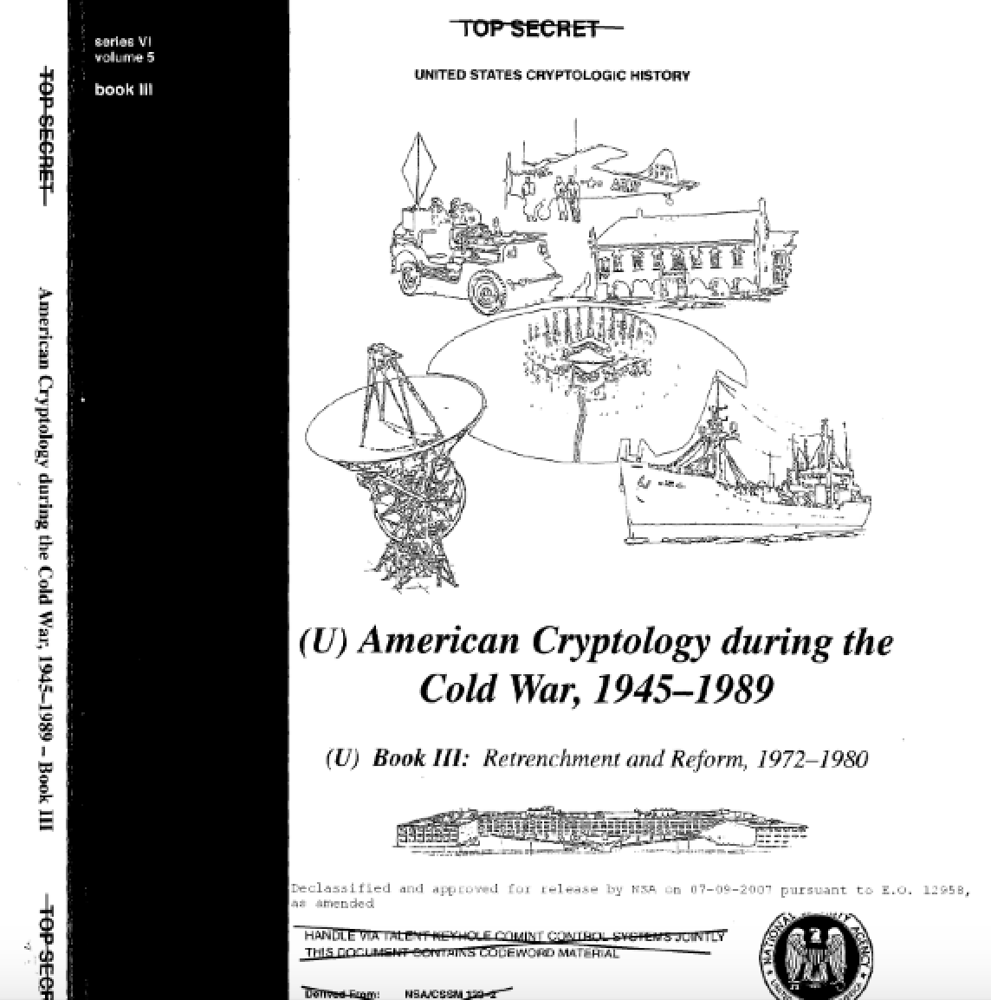 TOP SECRET
American Cryptology during the Cold War, 1945–1989 – Book III
TOP SECR
series VI
volume 5
book III
TOP SECRET
UNITED STATES CRYPTOLOGIC HISTORY
ARMY
(U) American Cryptology during the
Cold War, 1945–1989
(U) Book III: Retrenchment and Reform, 1972–1980
Declassified and approved for release by NSA on 07-09-2007 pursuant to E.O. 12958,
as amended
HANDLE VIA TALENT KEYHOLE COMINT CONTROL SYSTEMS JOINTLY
THIS DOCUMENT CONTAINS CODEWORD MATERIAL
Derived From: NSA/CSSM 123-2
NATIONAL SECURITY AGENCY